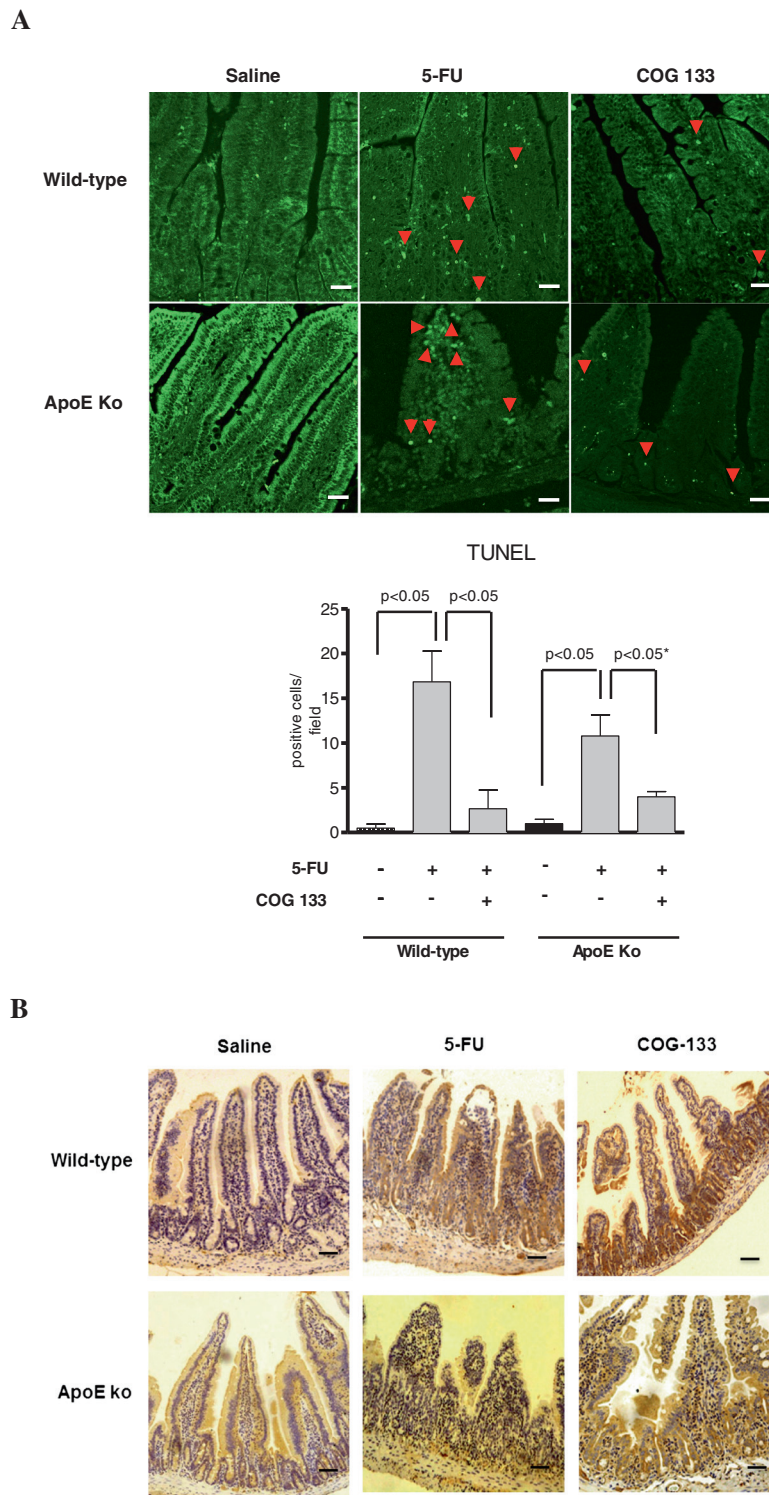 A
Saline 5-FU COG 133
Wild-type
ApoE Ko
TUNEL
positive cells/
field
25
20
15
10
5
0
p<0.05 p<0.05
p<0.05 p<0.05*
5-FU - + + - + +
COG 133 - - + - - +
Wild-type ApoE Ko
B
Saline 5-FU COG-133
Wild-type
ApoE ko